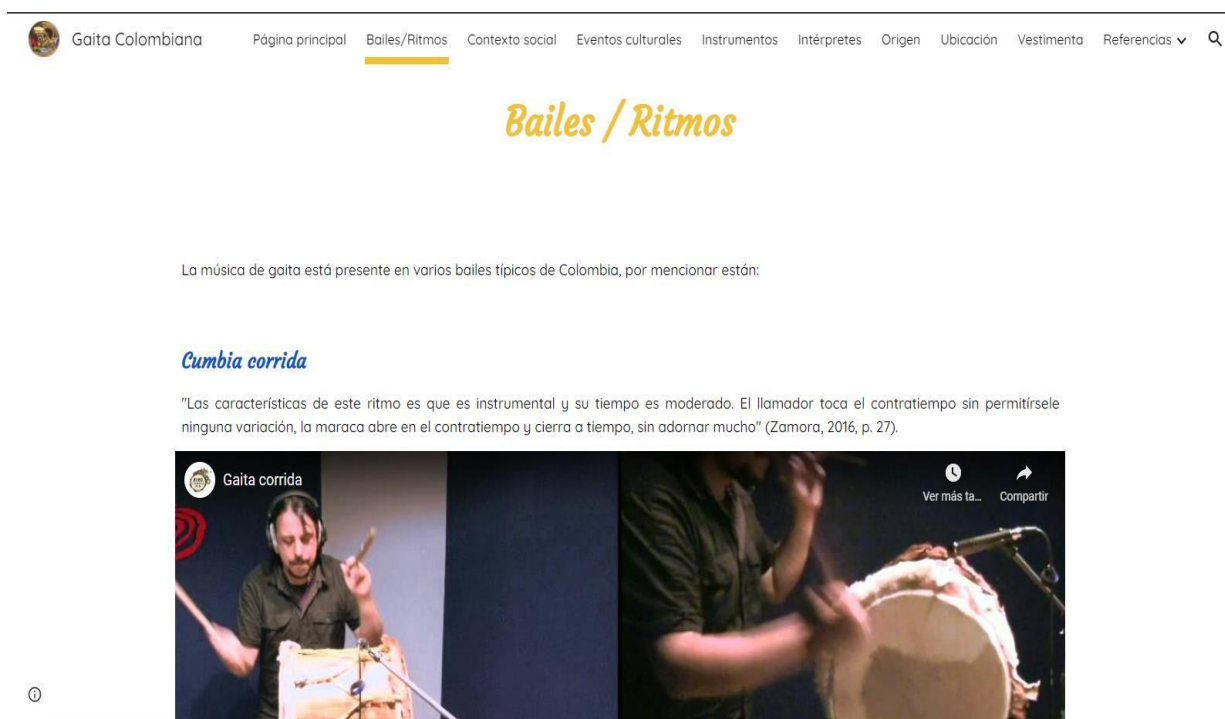 Gaita Colombiana Página principal Bailes/Ritmos Contexto social Eventos culturales Instrumentos Intérpretes Origen Ubicación Vestimenta Referencias
Bailes / Ritmos
La música de gaita está presente en varios bailes típicos de Colombia, por mencionar están:
Cumbia corrida
"Las características de este ritmo es que es instrumental y su tiempo es moderado. El llamador toca el contratiempo sin permitírsele
ninguna variación, la maraca abre en el contratiempo y cierra a tiempo, sin adornar mucho" (Zamora, 2016, p. 27).
Gaita corrida
Ver más ta... Compartir